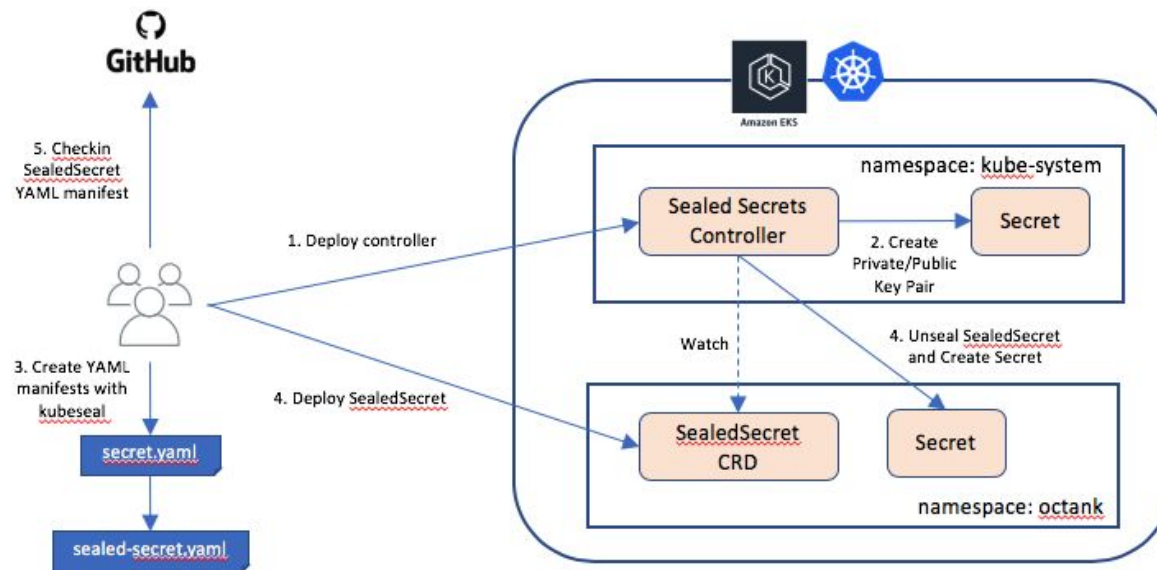 GitHub
Amazon EKS
5. Checkin
SealedSecret
YAML manifest
namespace: kube-system
Sealed Secrets
Controller
Secret
1. Deploy controller
2. Create
Private/Public
Key Pair
Watch
4. Unseal SealedSecret
and Create Secret
3. Create YAML
manifests with
kubeseal
4. Deploy SealedSecret
SealedSecret
CRD
Secret
secret.yaml
namespace: octank
sealed-secret.yaml